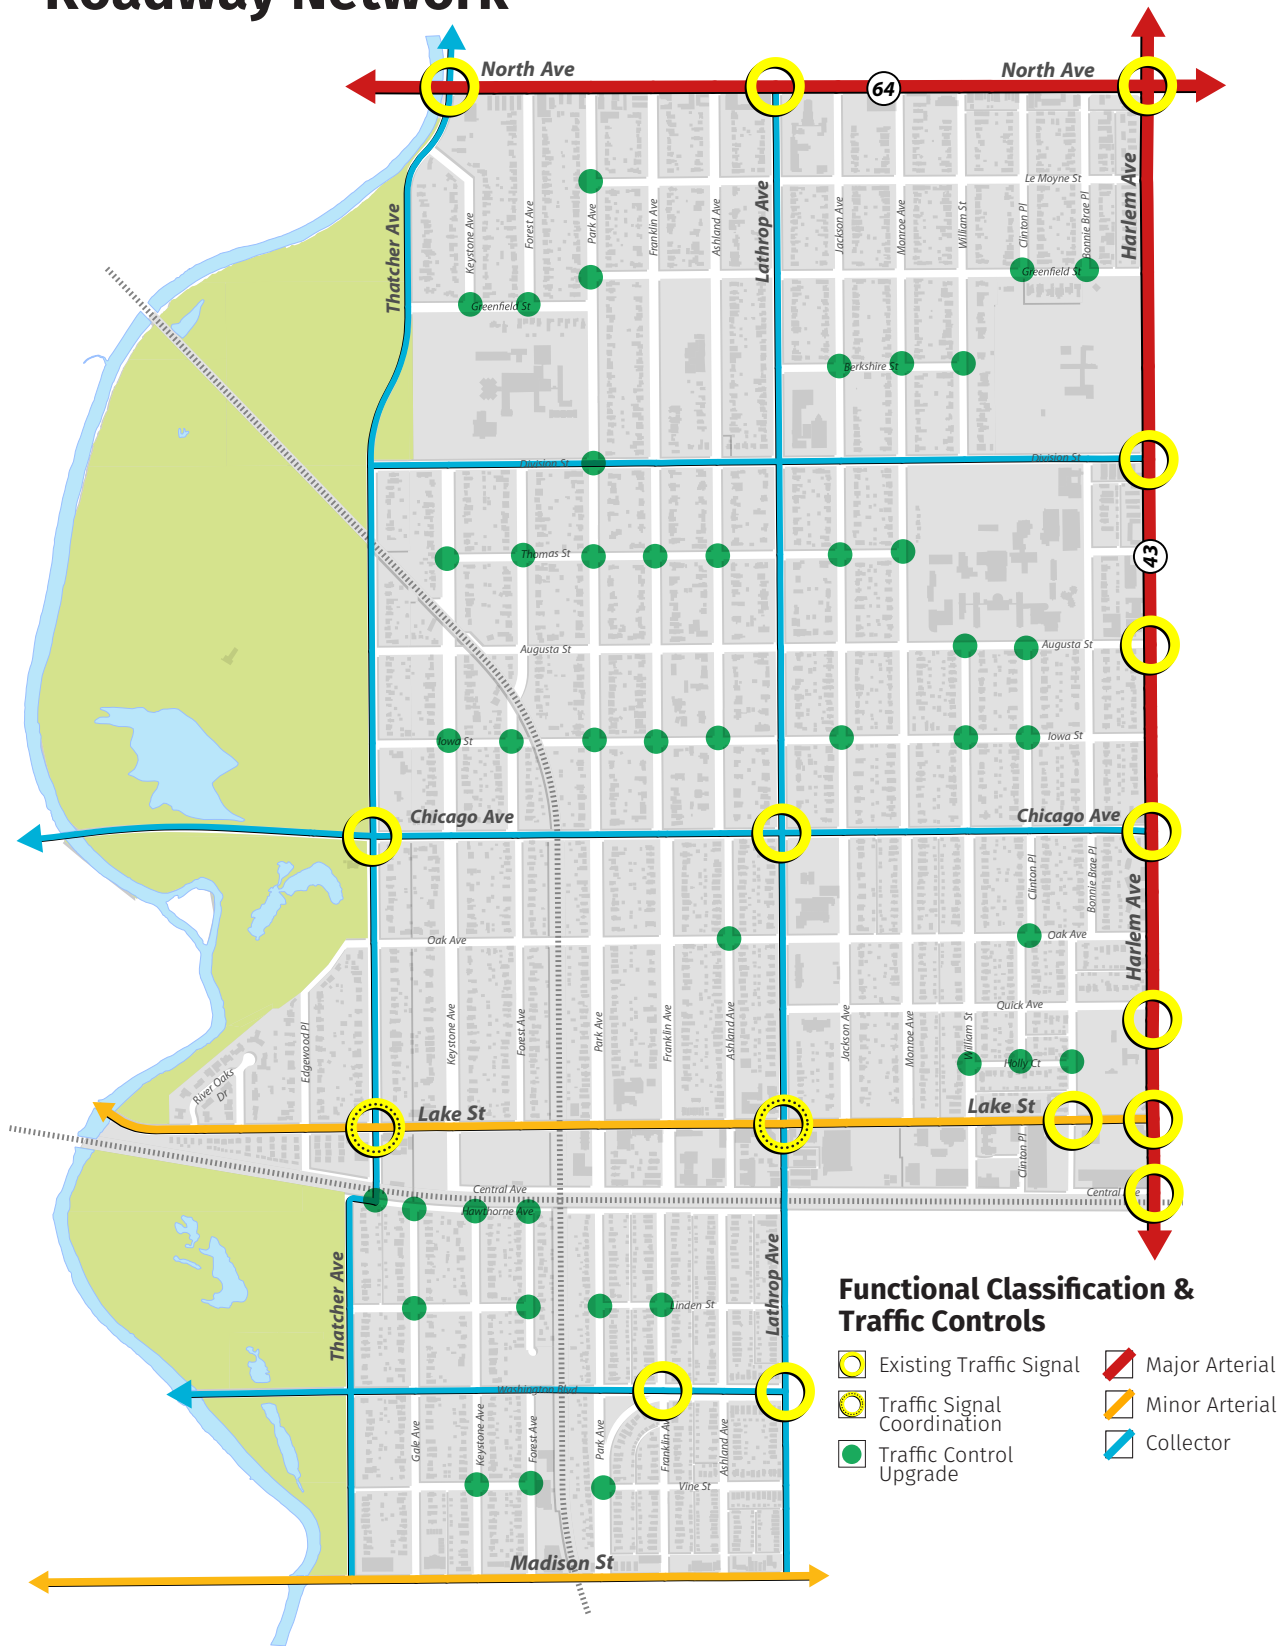 Roadway Network
North Ave
North Ave
64
Le Moyne St
Harlem Ave
Thatcher Ave
Keystone Ave
Forest Ave
Park Ave
Franklin Ave
Ashland Ave
Lathrop Ave
Jackson Ave
Monroe Ave
William St
Clinton Pl
Bonnie Brae Pl
Greenfield St
Greenfield St
Berkshire St
Division St
Division St
Thomas St
43
Augusta St
Augusta St
Iowa St
Iowa St
Chicago Ave
Chicago Ave
Clinton Pl
Bonnie Brae Pl
Harlem Ave
Oak Ave
Oak Ave
Quick Ave
Edgewood Pl
Keystone Ave
Forest Ave
Park Ave
Franklin Ave
Ashland Ave
Jackson Ave
Monroe Ave
William St
Holly Ct
River Oaks
Dr
Lake St
Lake St
Clinton Pl
Central Ave
Central Ave
Hawthorne Ave
Thatcher Ave
Lathrop Ave
Linden St
Washington Blvd
Gale Ave
Keystone Ave
Forest Ave
Park Ave
Franklin Ave
Ashland Ave
Vine St
Madison St
Functional Classification &
Traffic Controls
Existing Traffic Signal
Traffic Signal
Coordination
Traffic Control
Upgrade
Major Arterial
Minor Arterial
Collector